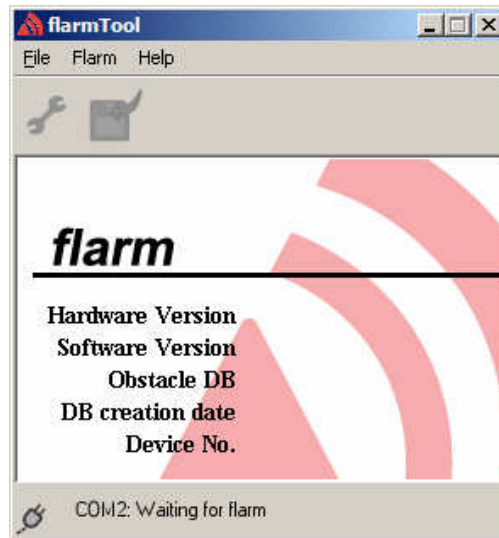 flarmTool
File Flarm Help
flarm
Hardware Version
Software Version
Obstacle DB
DB creation date
Device No.
COM2: Waiting for flarm